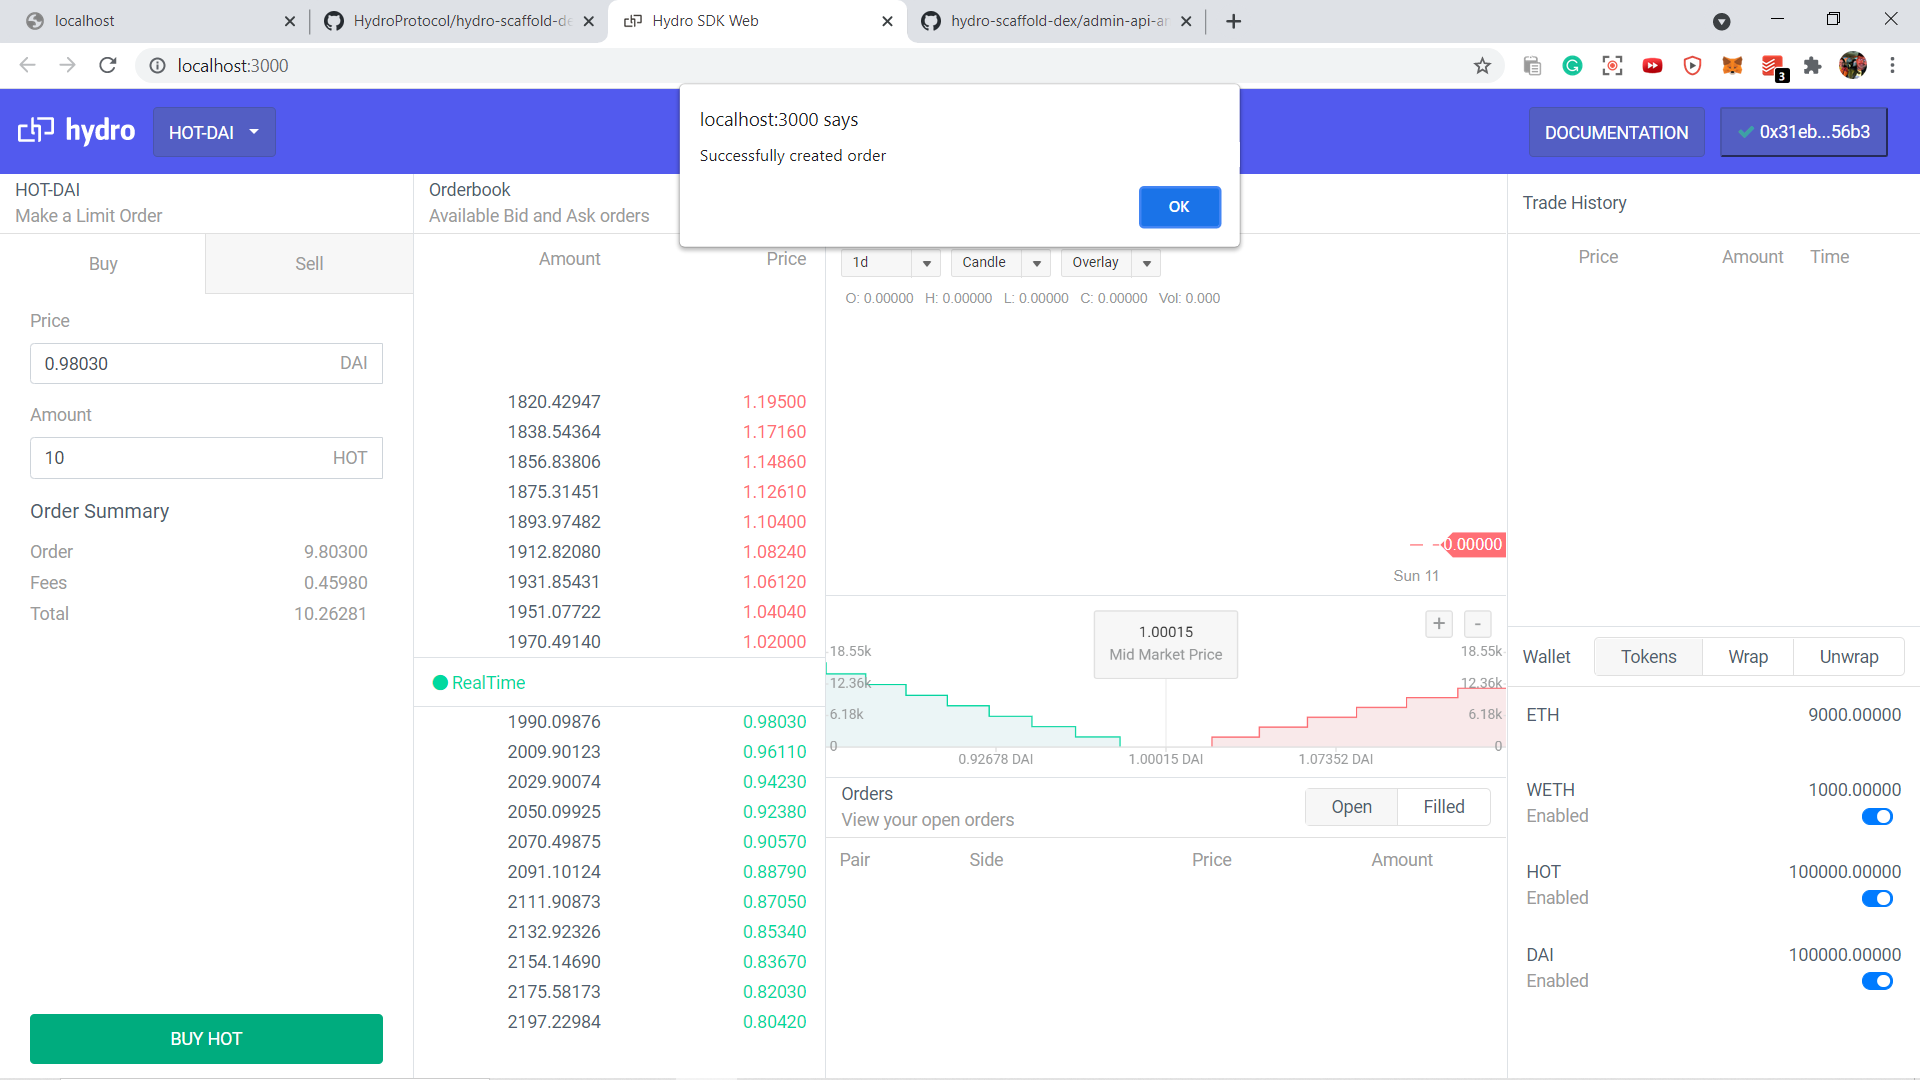 localhost
HydroProtocol/hydro-scaffold-de
Hydro SDK Web
hydro-scaffold-dex/admin-api-ar
localhost:3000
3
hydro
HOT-DAI
DOCUMENTATION
0x31eb...56b3
localhost:3000 says
Successfully created order
OK
HOT-DAI
Make a Limit Order
Buy
Sell
Price
0.98030 DAI
Amount
10 HOT
Order Summary
Order 9.80300
Fees 0.45980
Total 10.26281
BUY HOT
Orderbook
Available Bid and Ask orders
Amount Price
1820.42947 1.19500
1838.54364 1.17160
1856.83806 1.14860
1875.31451 1.12610
1893.97482 1.10400
1912.82080 1.08240
1931.85431 1.06120
1951.07722 1.04040
1970.49140 1.02000
RealTime
1990.09876 0.98030
2009.90123 0.96110
2029.90074 0.94230
2050.09925 0.92380
2070.49875 0.90570
2091.10124 0.88790
2111.90873 0.87050
2132.92326 0.85340
2154.14690 0.83670
2175.58173 0.82030
2197.22984 0.80420
1d Candle Overlay
O: 0.00000 H: 0.00000 L: 0.00000 C: 0.00000 Vol: 0.000
0.00000
Sun 11
1.00015
Mid Market Price
+ -
18.55k 18.55k
12.36k 12.36k
6.18k 6.18k
0 0
0.92678 DAI 1.00015 DAI 1.07352 DAI
Orders
View your open orders
Open Filled
Pair Side Price Amount
Trade History
Price Amount Time
Wallet Tokens Wrap Unwrap
ETH 9000.00000
WETH 1000.00000
Enabled
HOT 100000.00000
Enabled
DAI 100000.00000
Enabled